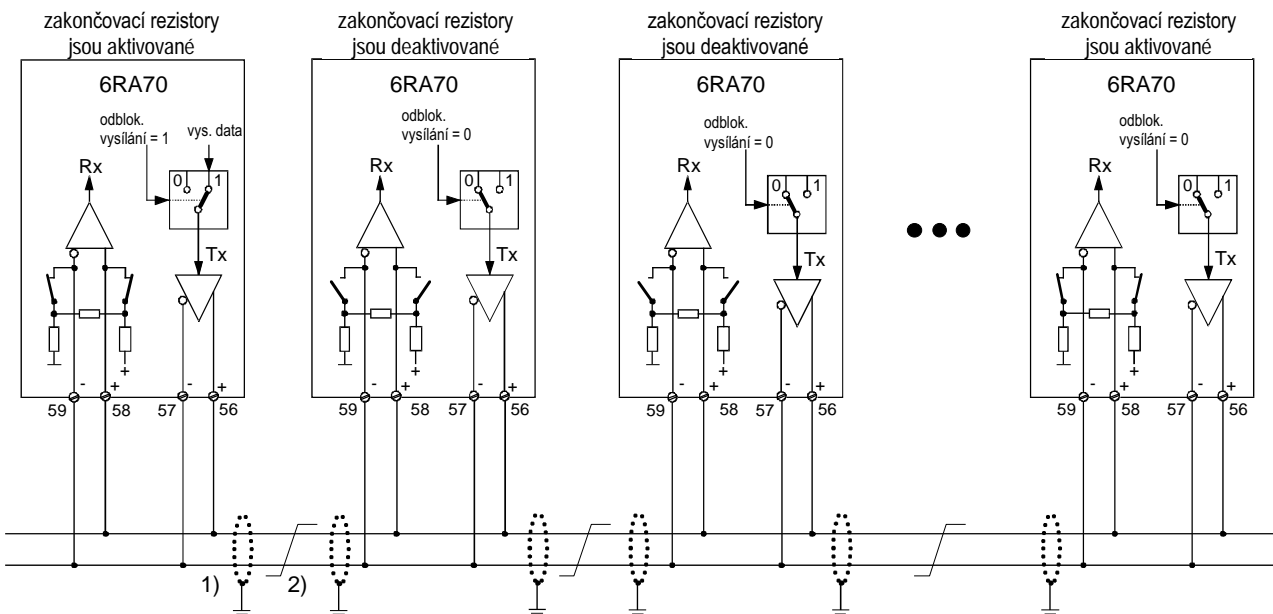 zakončovací rezistory
jsou aktivované
zakončovací rezistory
jsou deaktivované
zakončovací rezistory
jsou deaktivované
zakončovací rezistory
jsou aktivované
6RA70
odblok.
vysílání = 1
vys. data
Rx
0 1
Tx
- + - +
59 58 57 56
6RA70
odblok.
vysílání = 0
Rx
0 1
Tx
+
- + - +
59 58 57 56
6RA70
odblok.
vysílání =0
Rx
0 1
Tx
+
- + - +
59 58 57 56
6RA70
odblok.
vysílání =0
Rx
0 1
Tx
+
- + - +
59 58 57 56
1) 2)